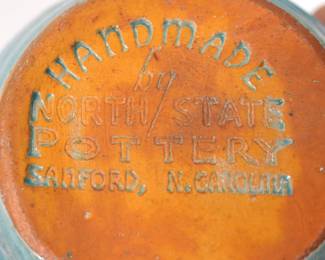 HANDMADE
by
NORTH STATE
POTTERY
SANFORD, N. CAROLINA